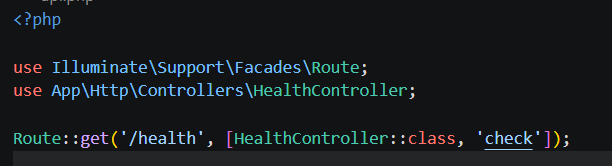 <?php
use Illuminate\Support\Facades\Route;
use App\Http\Controllers\HealthController;
Route::get('/health', [HealthController::class, 'check']);